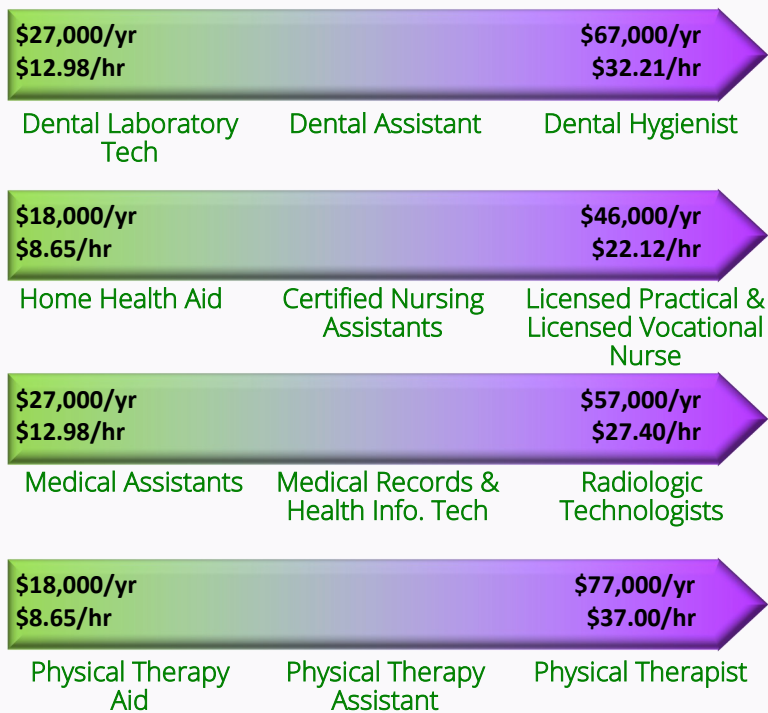 $27,000/yr
$12.98/hr
$67,000/yr
$32.21/hr
Dental Laboratory
Tech
Dental Assistant
Dental Hygienist
$18,000/yr
$8.65/hr
$46,000/yr
$22.12/hr
Home Health Aid
Certified Nursing
Assistants
Licensed Practical &
Licensed Vocational
Nurse
$27,000/yr
$12.98/hr
$57,000/yr
$27.40/hr
Medical Assistants
Medical Records &
Health Info. Tech
Radiologic
Technologists
$18,000/yr
$8.65/hr
$77,000/yr
$37.00/hr
Physical Therapy
Aid
Physical Therapy
Assistant
Physical Therapist